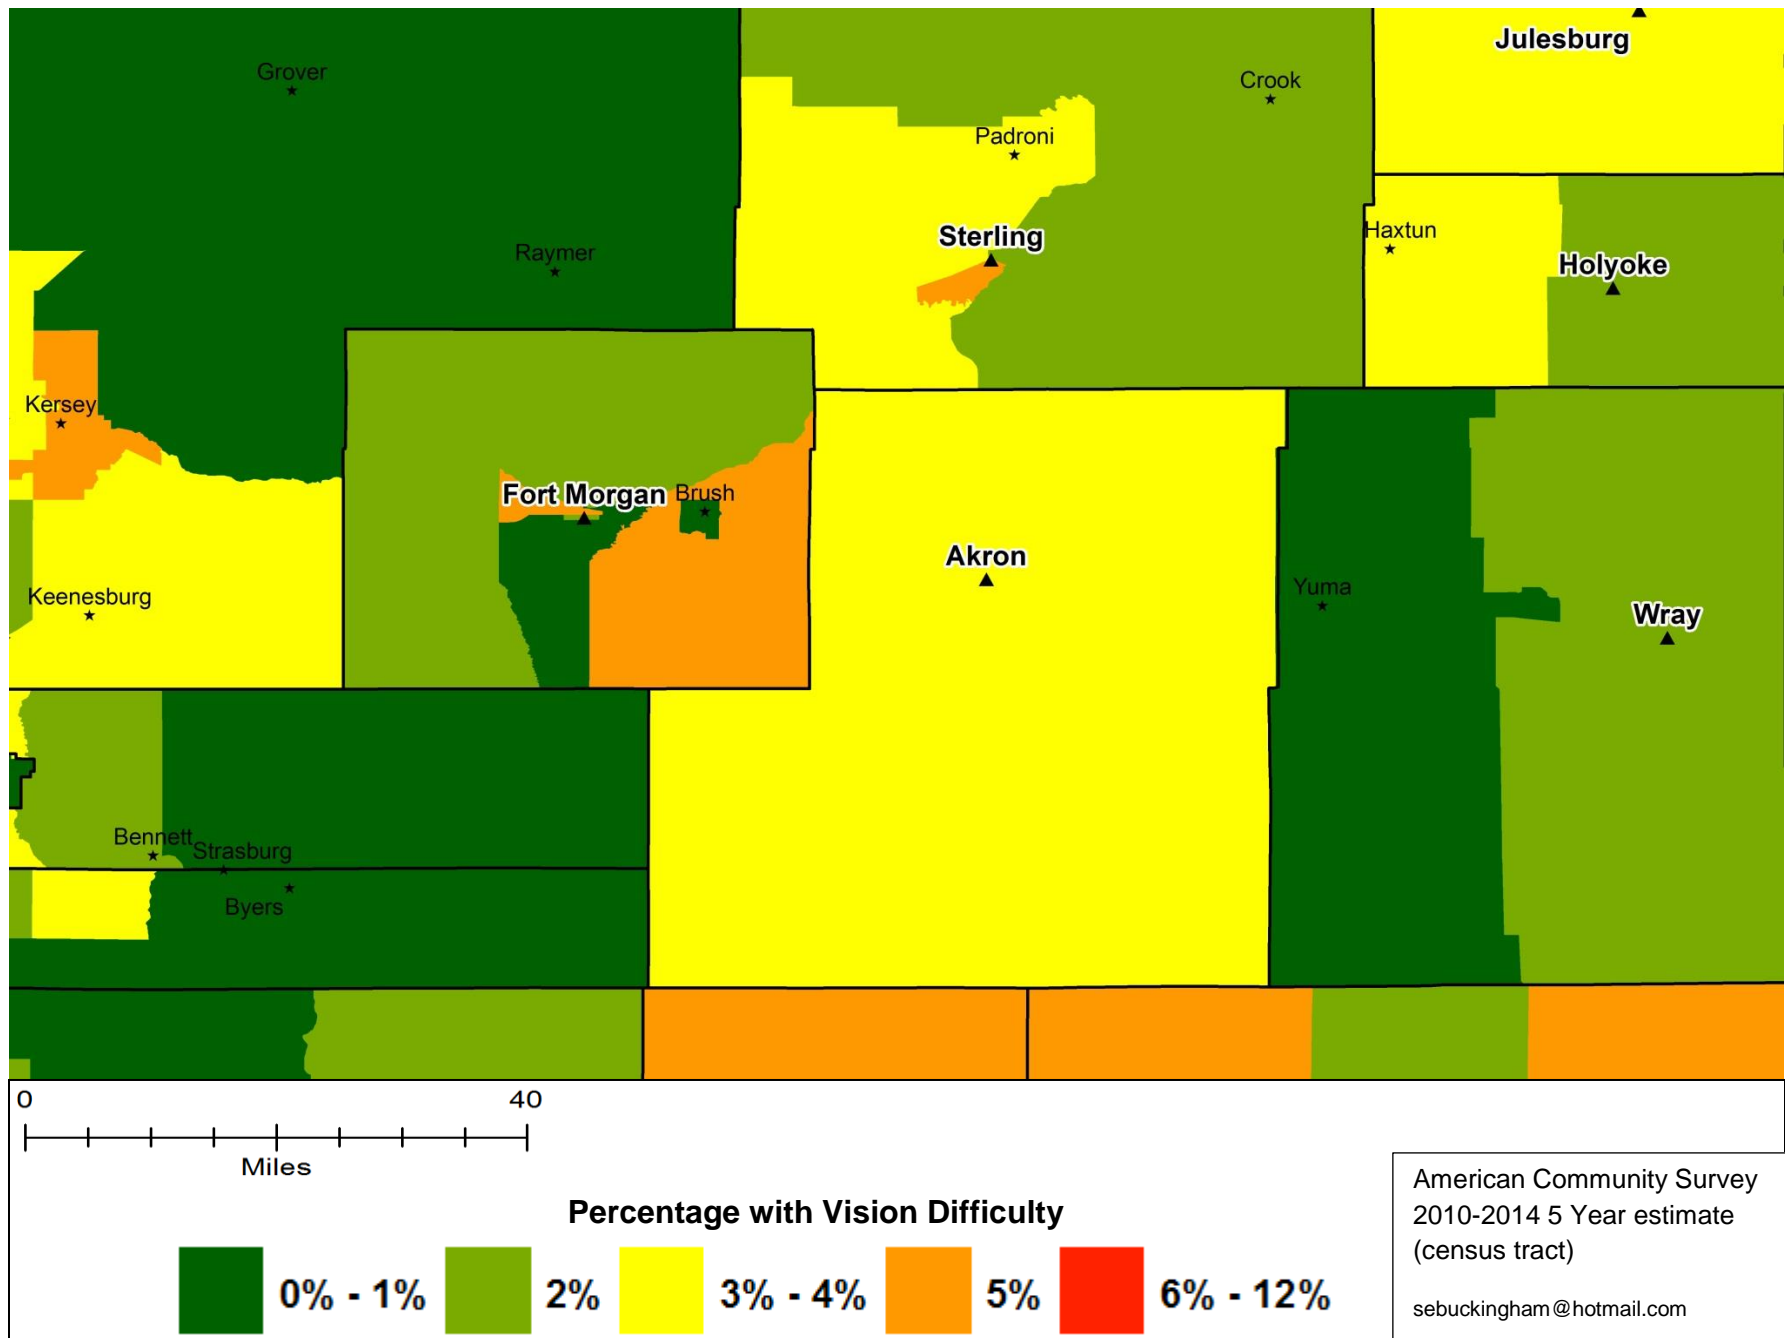 Julesburg
Grover
Crook
Padroni
Sterling
Haxtun
Raymer
Holyoke
Kersey
Fort Morgan
Brush
Akron
Yuma
Keenesburg
Wray
Bennett
Strasburg
Byers
0 40
Miles
Percentage with Vision Difficulty
0% - 1% 2% 3% - 4% 5% 6% - 12%
American Community Survey
2010-2014 5 Year estimate
(census tract)
sebuckingham@hotmail.com